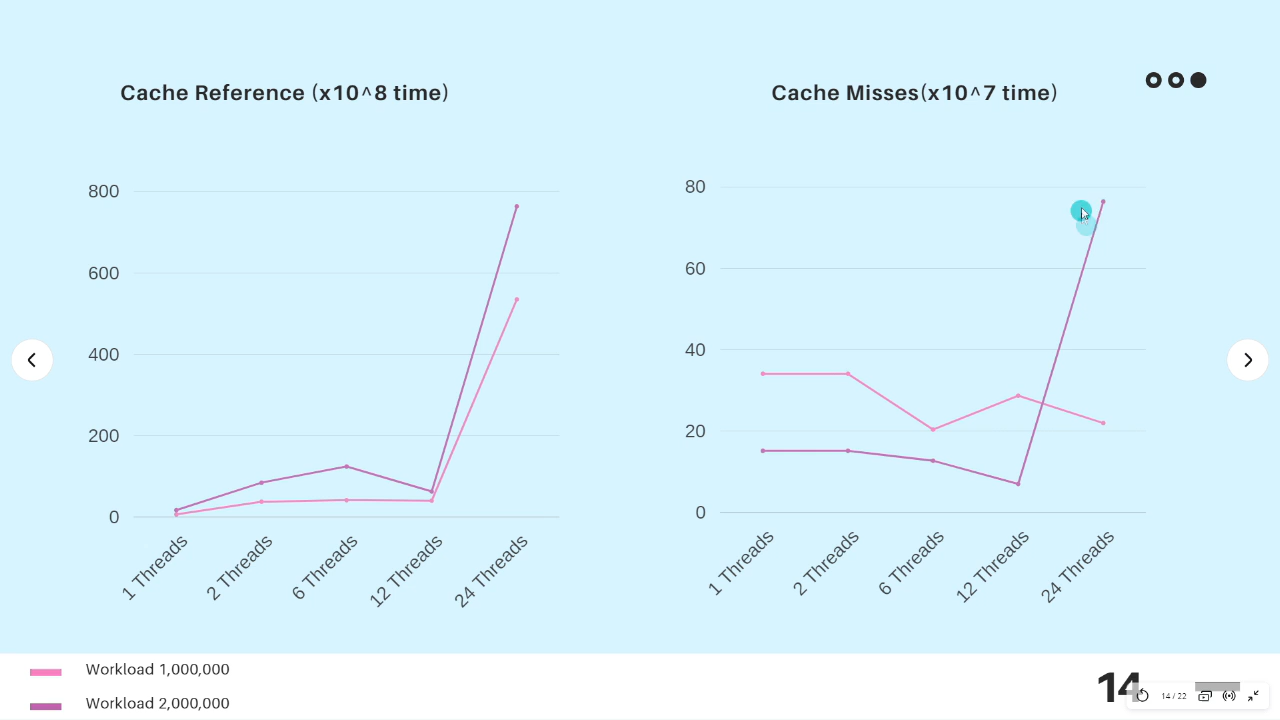 Cache Reference (x10^8 time)
800
600
400
200
0
1 Threads
2 Threads
6 Threads
12 Threads
24 Threads
Cache Misses(x10^7 time)
80
60
40
20
0
1 Threads
2 Threads
6 Threads
12 Threads
24 Threads
Workload 1,000,000
Workload 2,000,000
14
14 / 22